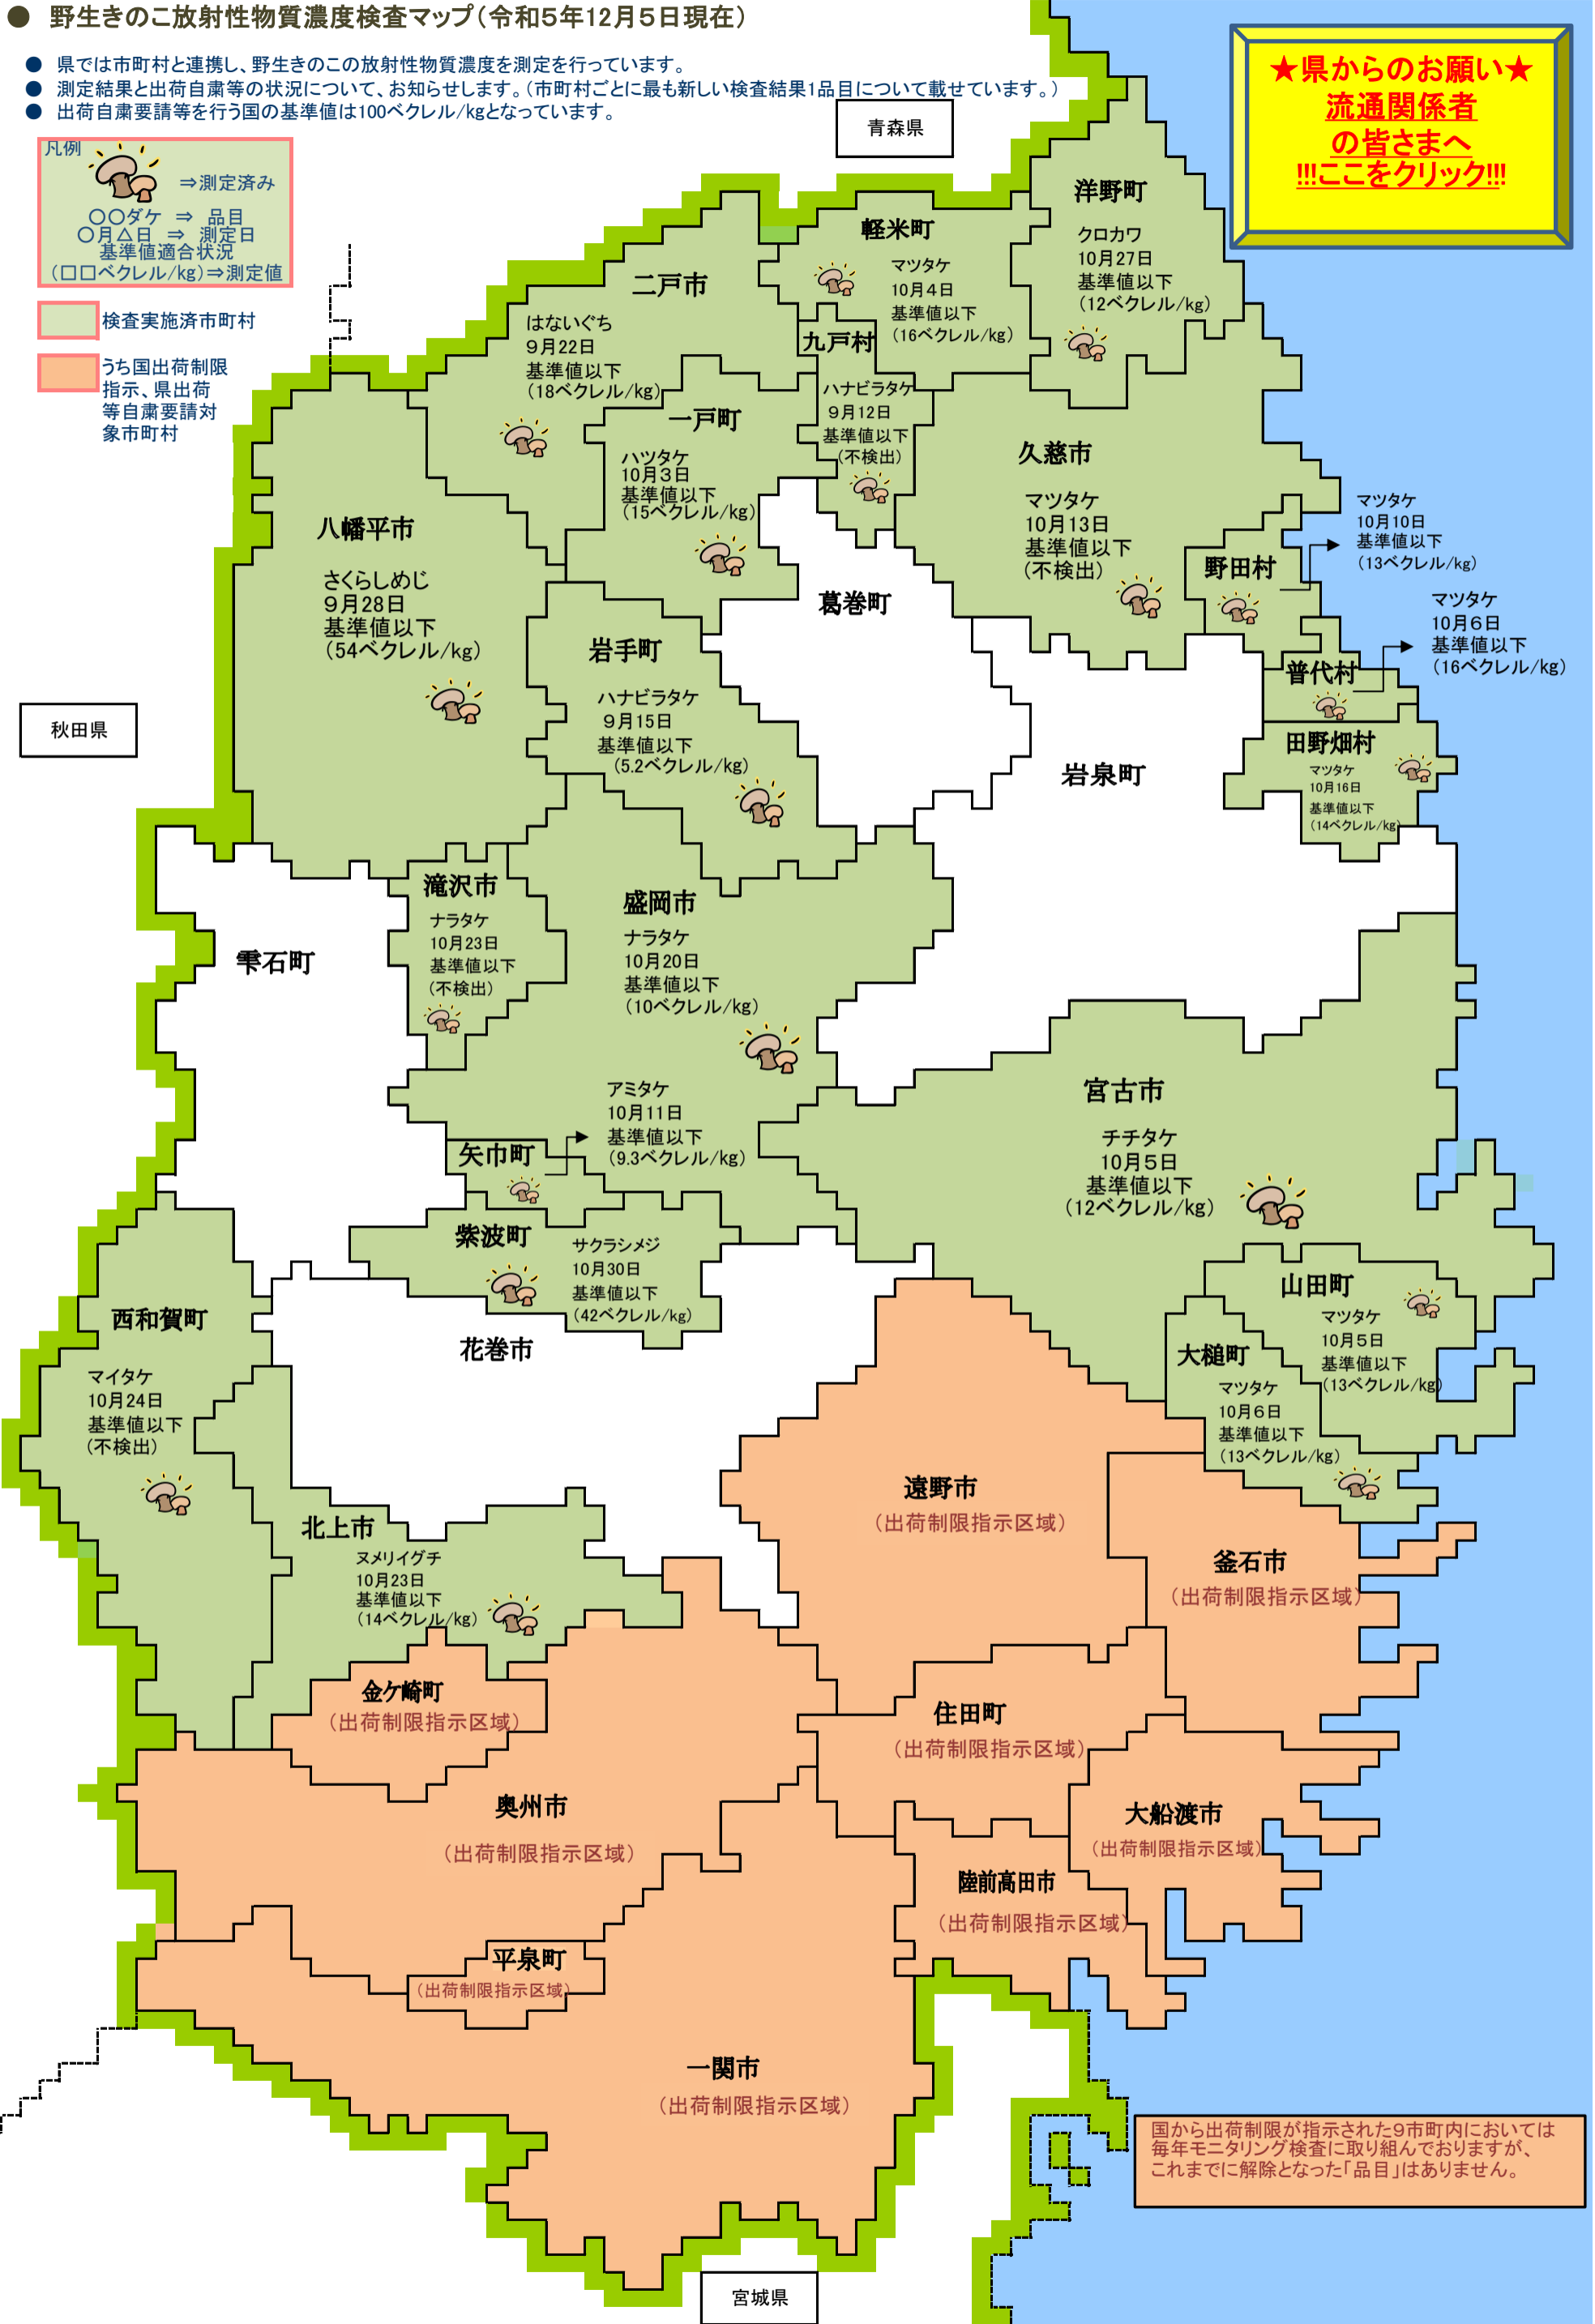 ● 野生きのこ放射性物質濃度検査マップ（令和５年12月５日現在）
● 県では市町村と連携し、野生きのこの放射性物質濃度を測定を行っています。
● 測定結果と出荷自粛等の状況について、お知らせします。（市町村ごとに最も新しい検査結果1品目について載せています。）
● 出荷自粛要請等を行う国の基準値は100ベクレル/kgとなっています。
★県からのお願い★
流通関係者
の皆さまへ
!!!ここをクリック!!!
凡例
⇒測定済み
〇〇ダケ ⇒ 品目
〇月△日 ⇒ 測定日
基準値適合状況
（□□ベクレル/kg）⇒測定値
検査実施済市町村
うち国出荷制限
指示、県出荷
等自粛要請対
象市町村
青森県
秋田県
宮城県
洋野町
クロカワ
10月27日
基準値以下
（12ベクレル/kg）
軽米町
マツタケ
10月４日
基準値以下
（16ベクレル/kg）
二戸市
はないぐち
９月22日
基準値以下
（18ベクレル/kg）
九戸村
ハナビラタケ
９月12日
基準値以下
（不検出）
一戸町
ハツタケ
10月３日
基準値以下
（15ベクレル/kg）
久慈市
マツタケ
10月13日
基準値以下
（不検出）
野田村
マツタケ
10月10日
基準値以下
（13ベクレル/kg）
普代村
マツタケ
10月６日
基準値以下
（16ベクレル/kg）
田野畑村
マツタケ
10月16日
基準値以下
（14ベクレル/kg）
八幡平市
さくらしめじ
９月28日
基準値以下
（54ベクレル/kg）
葛巻町
岩手町
ハナビラタケ
９月15日
基準値以下
（5.2ベクレル/kg）
岩泉町
滝沢市
ナラタケ
10月23日
基準値以下
（不検出）
盛岡市
ナラタケ
10月20日
基準値以下
（10ベクレル/kg）
雫石町
宮古市
チチタケ
10月５日
基準値以下
（12ベクレル/kg）
矢巾町
アミタケ
10月11日
基準値以下
（9.3ベクレル/kg）
紫波町
サクラシメジ
10月30日
基準値以下
（42ベクレル/kg）
山田町
マツタケ
10月５日
基準値以下
（13ベクレル/kg）
大槌町
マツタケ
10月６日
基準値以下
（13ベクレル/kg）
西和賀町
マイタケ
10月24日
基準値以下
（不検出）
花巻市
北上市
ヌメリイグチ
10月23日
基準値以下
（14ベクレル/kg）
遠野市
（出荷制限指示区域）
釜石市
（出荷制限指示区域）
金ケ崎町
（出荷制限指示区域）
住田町
（出荷制限指示区域）
奥州市
（出荷制限指示区域）
大船渡市
（出荷制限指示区域）
陸前高田市
（出荷制限指示区域）
平泉町
（出荷制限指示区域）
一関市
（出荷制限指示区域）
国から出荷制限が指示された９市町内においては
毎年モニタリング検査に取り組んでおりますが、
これまでに解除となった「品目」はありません。